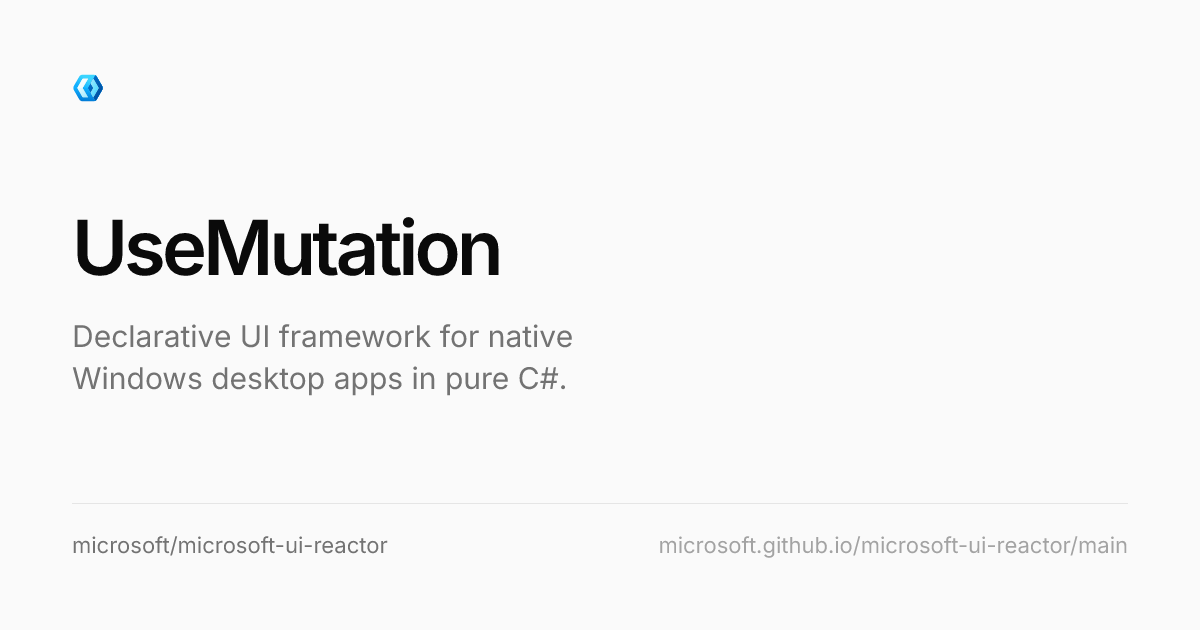 UseMutation
Declarative UI framework for native
Windows desktop apps in pure C#.
microsoft/microsoft-ui-reactor
microsoft.github.io/microsoft-ui-reactor/main